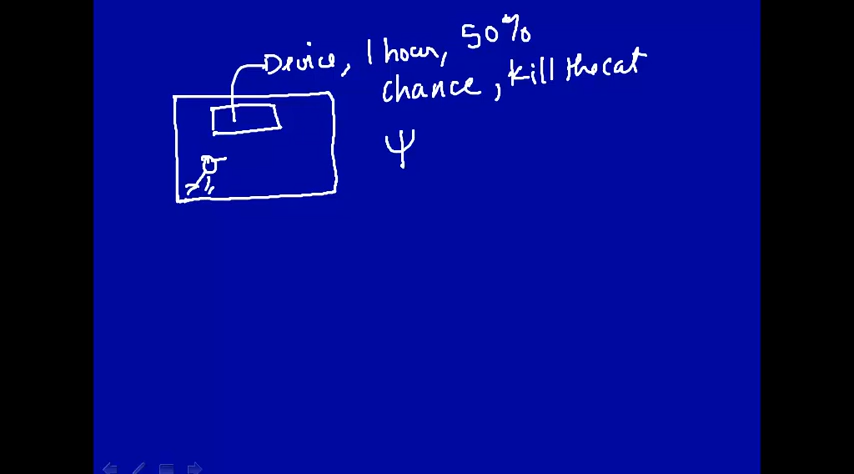 Device, 1 hour, 50%
chance, kill the cat
ψ